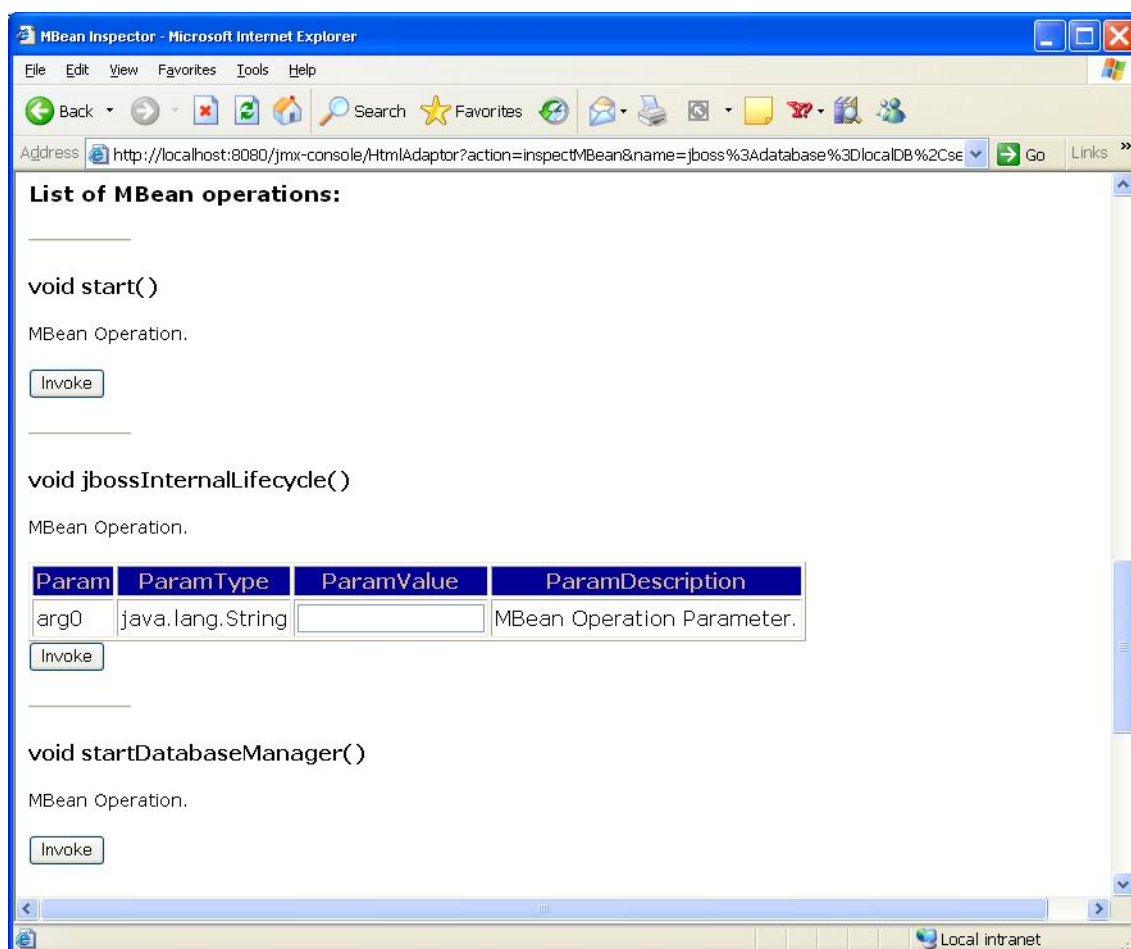 MBean Inspector - Microsoft Internet Explorer
File Edit View Favorites Tools Help
Back Search Favorites
Address http://localhost:8080/jmx-console/HtmlAdaptor?action=inspectMBean&name=jboss%3Adatabase%3DlocalDB%2Cse Go Links »
List of MBean operations:
void start()
MBean Operation.
Invoke
void jbossInternalLifecycle()
MBean Operation.
Param ParamType ParamValue ParamDescription
arg0 java.lang.String MBean Operation Parameter.
Invoke
void startDatabaseManager()
MBean Operation.
Invoke
Local intranet